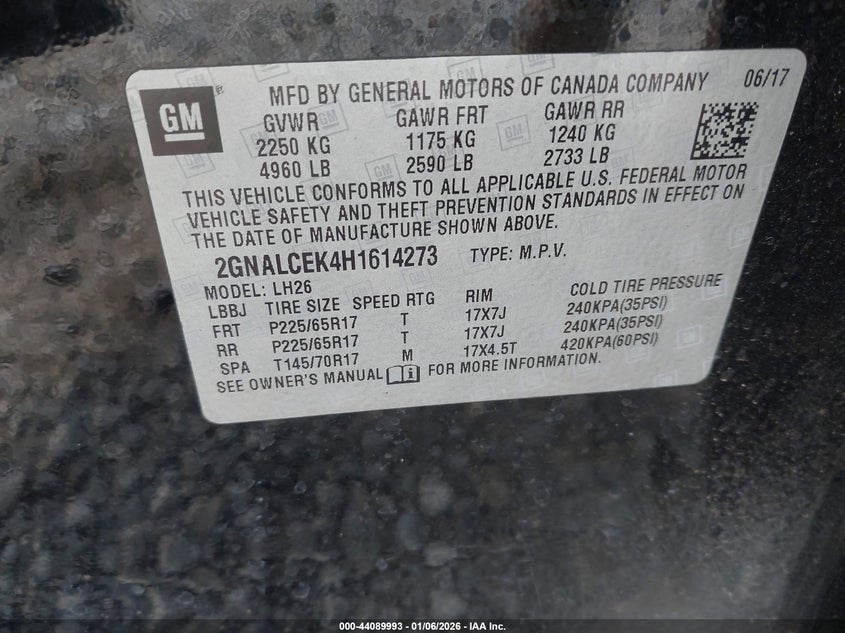 GM MFD BY GENERAL MOTORS OF CANADA COMPANY 06/17
GVWR GAWR FRT GAWR RR
2250 KG 1175 KG 1240 KG
4960 LB 2590 LB 2733 LB
THIS VEHICLE CONFORMS TO ALL APPLICABLE U.S. FEDERAL MOTOR
VEHICLE SAFETY AND THEFT PREVENTION STANDARDS IN EFFECT ON
THE DATE OF MANUFACTURE SHOWN ABOVE.
2GNALCEK4H1614273 TYPE: M.P.V.
MODEL: LH26
LBBJ TIRE SIZE SPEED RTG RIM COLD TIRE PRESSURE
FRT P225/65R17 T 17X7J 240KPA(35PSI)
RR P225/65R17 T 17X7J 240KPA(35PSI)
SPA T145/70R17 M 17X4.5T 420KPA(60PSI)
SEE OWNER'S MANUAL i FOR MORE INFORMATION.
000-44089993 - 01/06/2026 - IAA Inc.